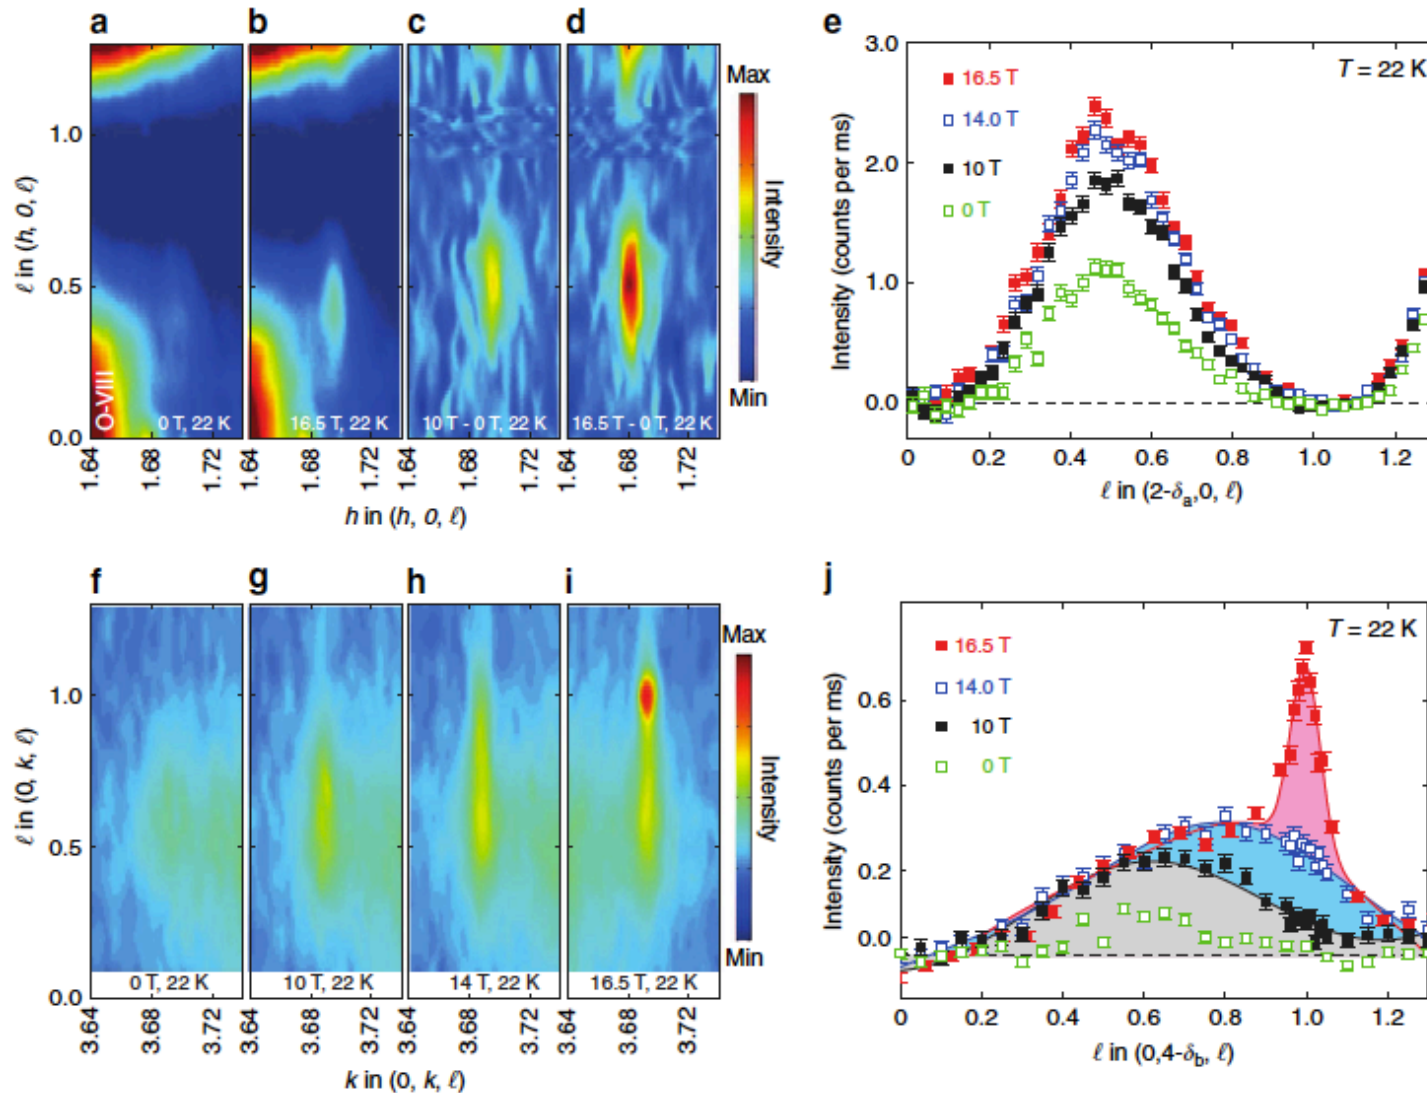 a
b
c
d
e
Max
Intensity
Min
ℓ in (h, 0, ℓ)
1.0
0.5
0.0
O-VIII
0 T, 22 K
16.5 T, 22 K
10 T - 0 T, 22 K
16.5 T - 0 T, 22 K
1.64 1.68 1.72 1.64 1.68 1.72 1.64 1.68 1.72 1.64 1.68 1.72
h in (h, 0, ℓ)
T = 22 K
16.5 T
14.0 T
10 T
0 T
Intensity (counts per ms)
3.0
2.0
1.0
0.0
0 0.2 0.4 0.6 0.8 1.0 1.2
ℓ in (2-δa,0, ℓ)
f
g
h
i
j
Max
Intensity
Min
ℓ in (0, k, ℓ)
1.0
0.5
0.0
0 T, 22 K
10 T, 22 K
14 T, 22 K
16.5 T, 22 K
3.64 3.68 3.72 3.64 3.68 3.72 3.64 3.68 3.72 3.64 3.68 3.72
k in (0, k, ℓ)
T = 22 K
16.5 T
14.0 T
10 T
0 T
Intensity (counts per ms)
0.6
0.4
0.2
0.0
0 0.2 0.4 0.6 0.8 1.0 1.2
ℓ in (0,4-δb, ℓ)